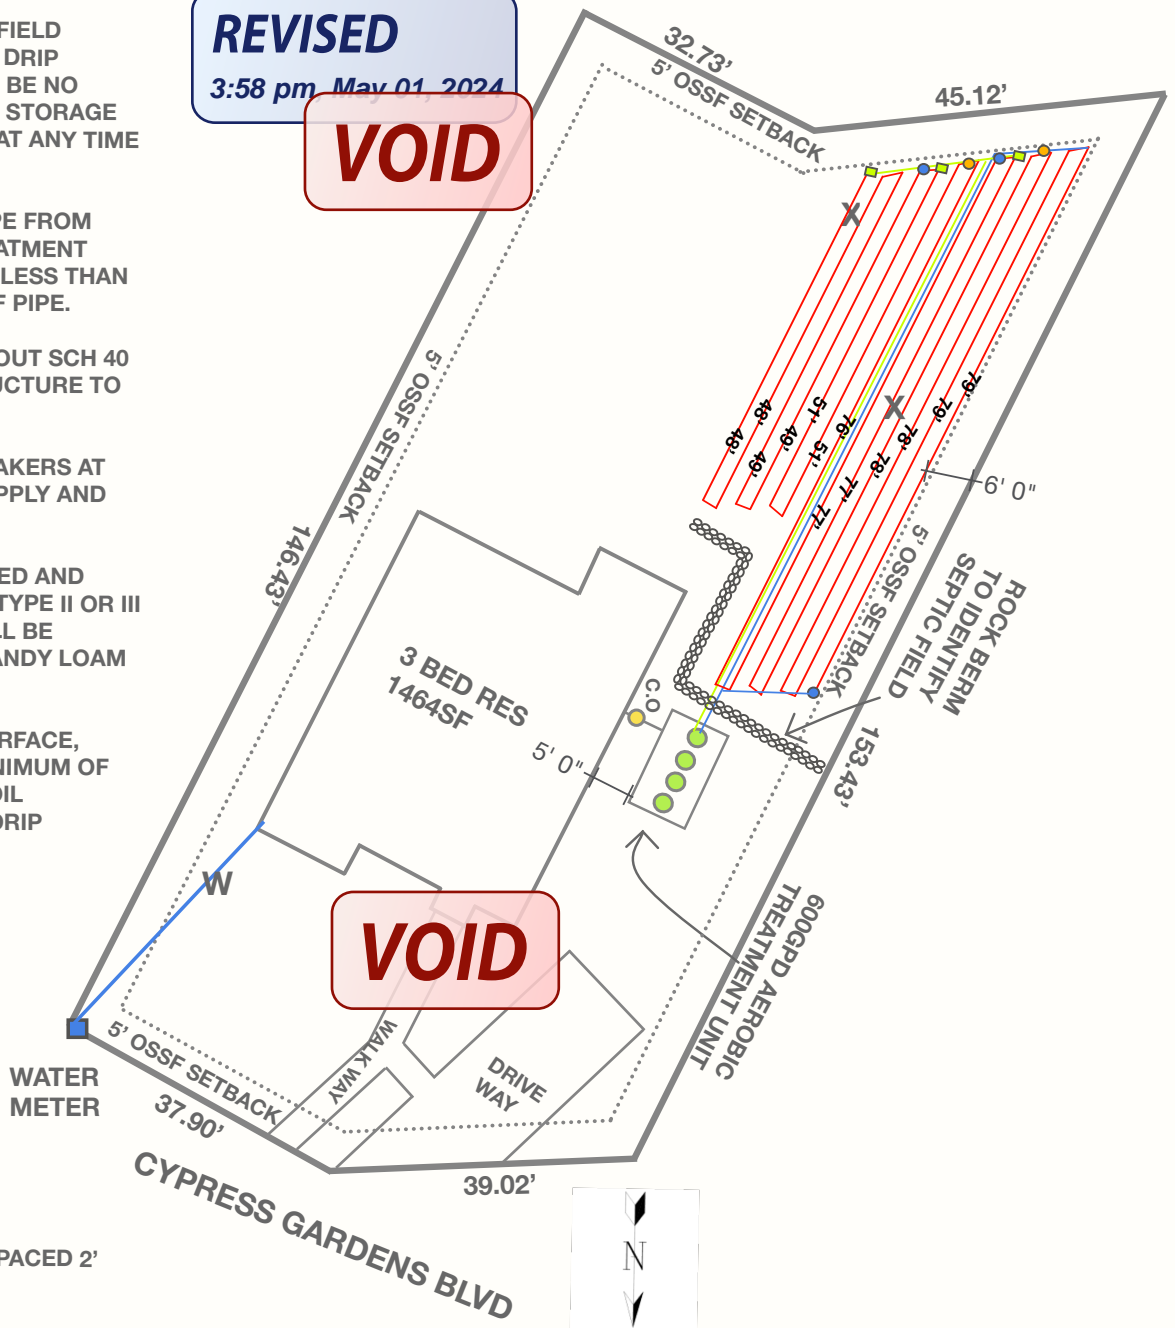 FIELD
DRIP
BE NO
STORAGE
AT ANY TIME
PE FROM
ATMENT
LESS THAN
F PIPE.
OUT SCH 40
UCTURE TO
AKERS AT
PPLY AND
ED AND
TYPE II OR III
LL BE
ANDY LOAM
RFACE,
NIMUM OF
OIL
DRIP
PACED 2’
REVISED
3:58 pm, May 01, 2024
VOID
32.73’
5’ OSSF SETBACK
45.12’
X
5’ OSSF SETBACK
146.43’
48’
48’
49’
49’
51’
51’
76’
77’
77’
78’
78’
79’
79’
X
6’ 0”
5’ OSSF SETBACK
ROCK BERM
TO IDENTIFY
SEPTIC FIELD
153.43’
3 BED RES
1464SF
C.O
5’ 0”
600GPD AEROBIC
TREATMENT UNIT
W
VOID
WATER
METER
5’ OSSF SETBACK
37.90’
WALK WAY
DRIVE
WAY
39.02’
CYPRESS GARDENS BLVD
N